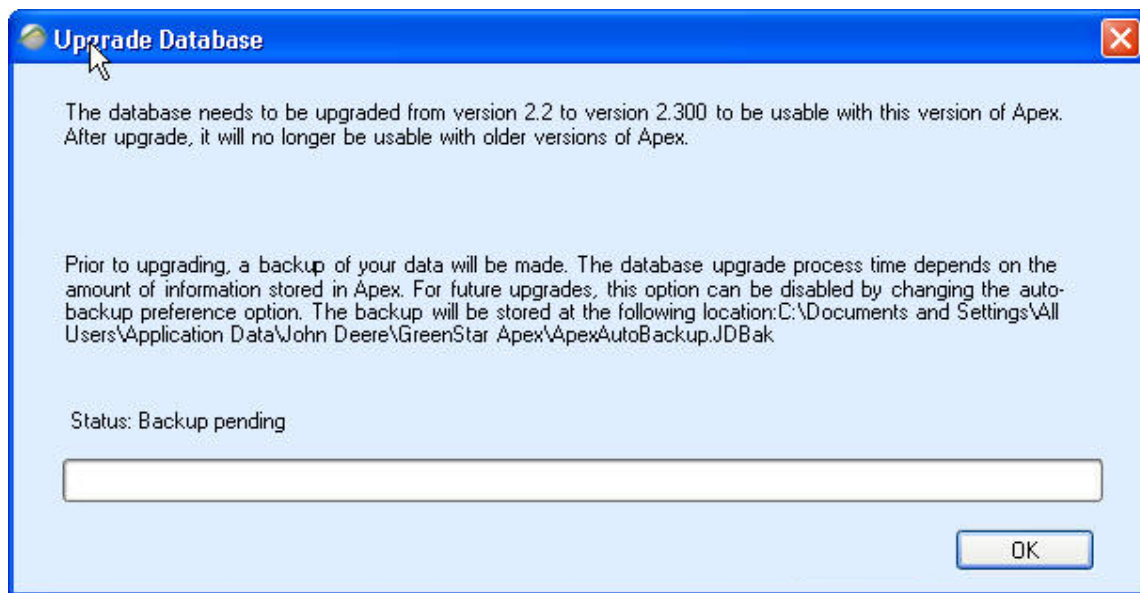 Upgrade Database
The database needs to be upgraded from version 2.2 to version 2.300 to be usable with this version of Apex.
After upgrade, it will no longer be usable with older versions of Apex.
Prior to upgrading, a backup of your data will be made. The database upgrade process time depends on the
amount of information stored in Apex. For future upgrades, this option can be disabled by changing the auto-
backup preference option. The backup will be stored at the following location:C:\Documents and Settings\All
Users\Application Data\John Deere\GreenStar Apex\ApexAutoBackup.JDBak
Status: Backup pending
OK